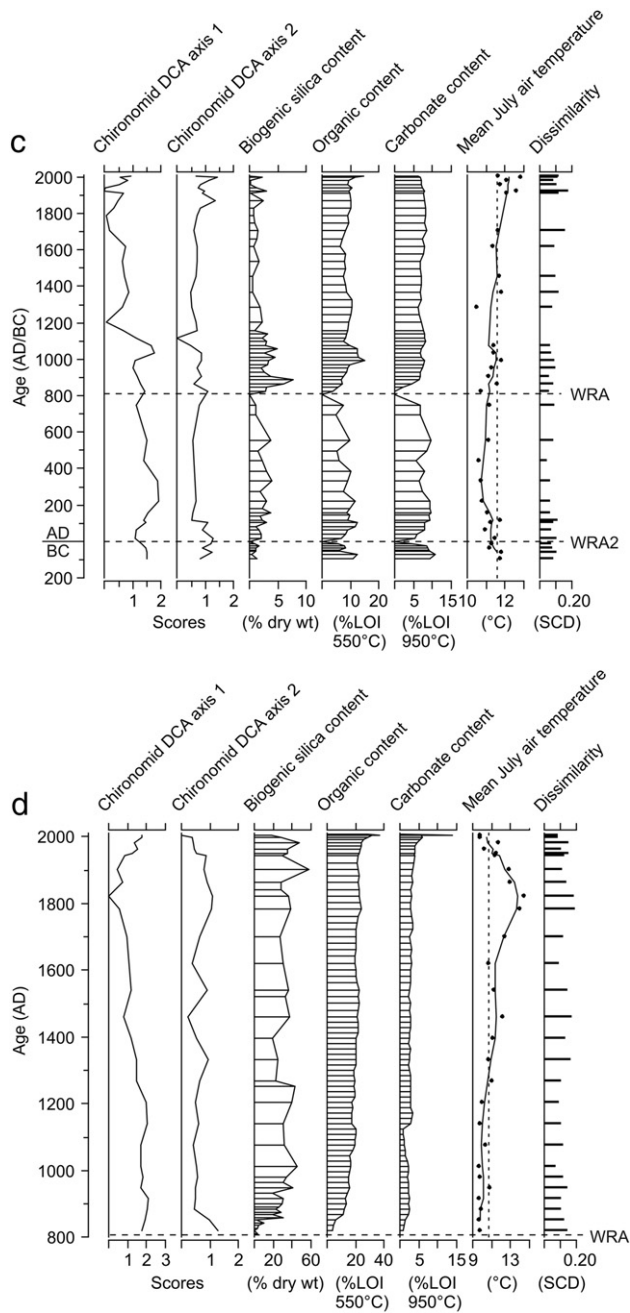 c
Chironomid DCA axis 1
Chironomid DCA axis 2
Biogenic silica content
Organic content
Carbonate content
Mean July air temperature
Dissimilarity
Age (AD/BC)
2000
1800
1600
1400
1200
1000
800
600
400
200
AD
BC
200
WRA
WRA2
0 1 2
1 2
5 10
10 20
5 15
10 12
0.20
Scores
(% dry wt)
(%LOI 550°C)
(%LOI 950°C)
(°C)
(SCD)
d
Chironomid DCA axis 1
Chironomid DCA axis 2
Biogenic silica content
Organic content
Carbonate content
Mean July air temperature
Dissimilarity
Age (AD)
2000
1800
1600
1400
1200
1000
800
WRA
1 2 3
1 2
20 60
20 40
5 15
9 13
0.20
Scores
(% dry wt)
(%LOI 550°C)
(%LOI 950°C)
(°C)
(SCD)